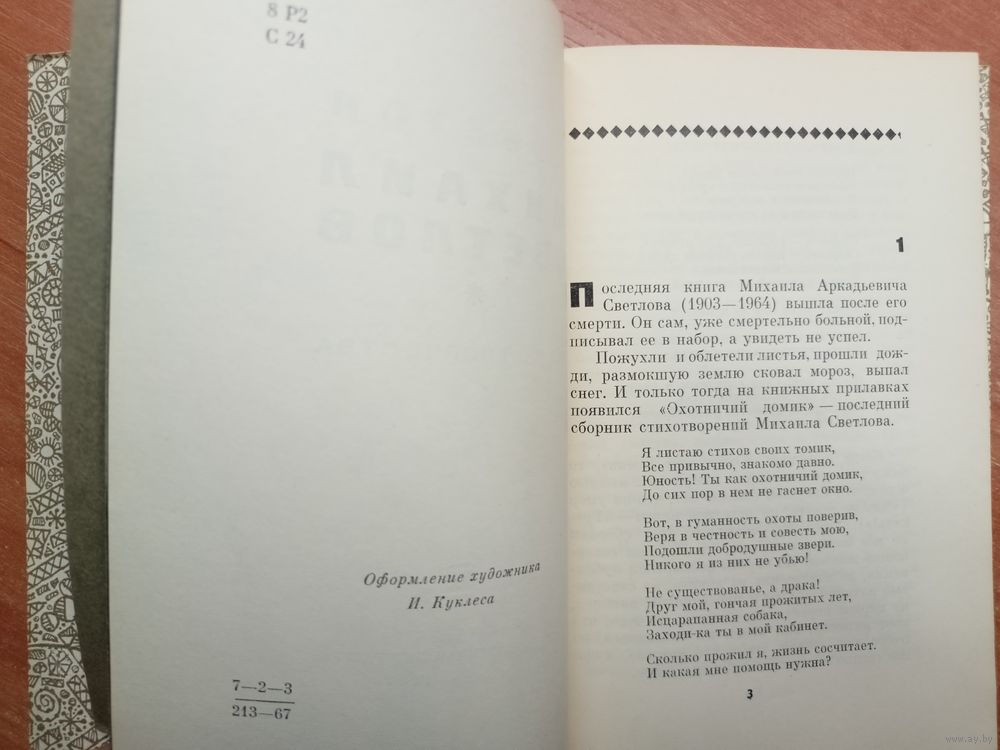 8 Р2
С 24
Оформление художника
И. Куклеса
7—2—3
213—67
1
Последняя книга Михаила Аркадьевича
Светлова (1903—1964) вышла после его
смерти. Он сам, уже смертельно больной, под-
писывал ее в набор, а увидеть не успел.
Пожухли и облетели листья, прошли дож-
ди, размокшую землю сковал мороз, выпал
снег. И только тогда на книжных прилавках
появился «Охотничий домик» — последний
сборник стихотворений Михаила Светлова.
Я листаю стихов своих томик,
Все привычно, знакомо давно.
Юность! Ты как охотничий домик,
До сих пор в нем не гаснет окно.
Вот, в гуманность охоты поверив,
Веря в честность и совесть мою,
Подошли добродушные звери.
Никого я из них не убью!
Не существованье, а драка!
Друг мой, гончая прожитых лет,
Исцарапанная собака,
Заходи-ка ты в мой кабинет.
Сколько прожил я, жизнь сосчитает.
И какая мне помощь нужна?
3
www.ay.by